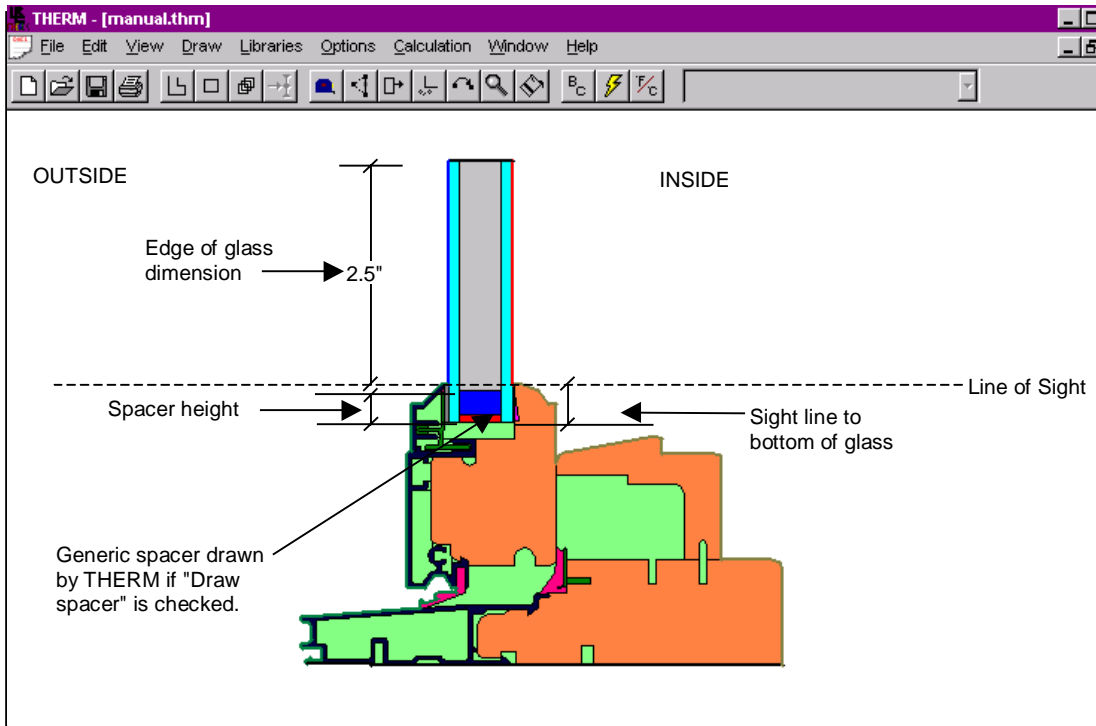 THERM - [manual.thm]
File Edit View Draw Libraries Options Calculation Window Help
BC °F/C
OUTSIDE
INSIDE
Edge of glass
dimension
2.5"
Line of Sight
Spacer height
Sight line to
bottom of glass
Generic spacer drawn
by THERM if "Draw
spacer" is checked.